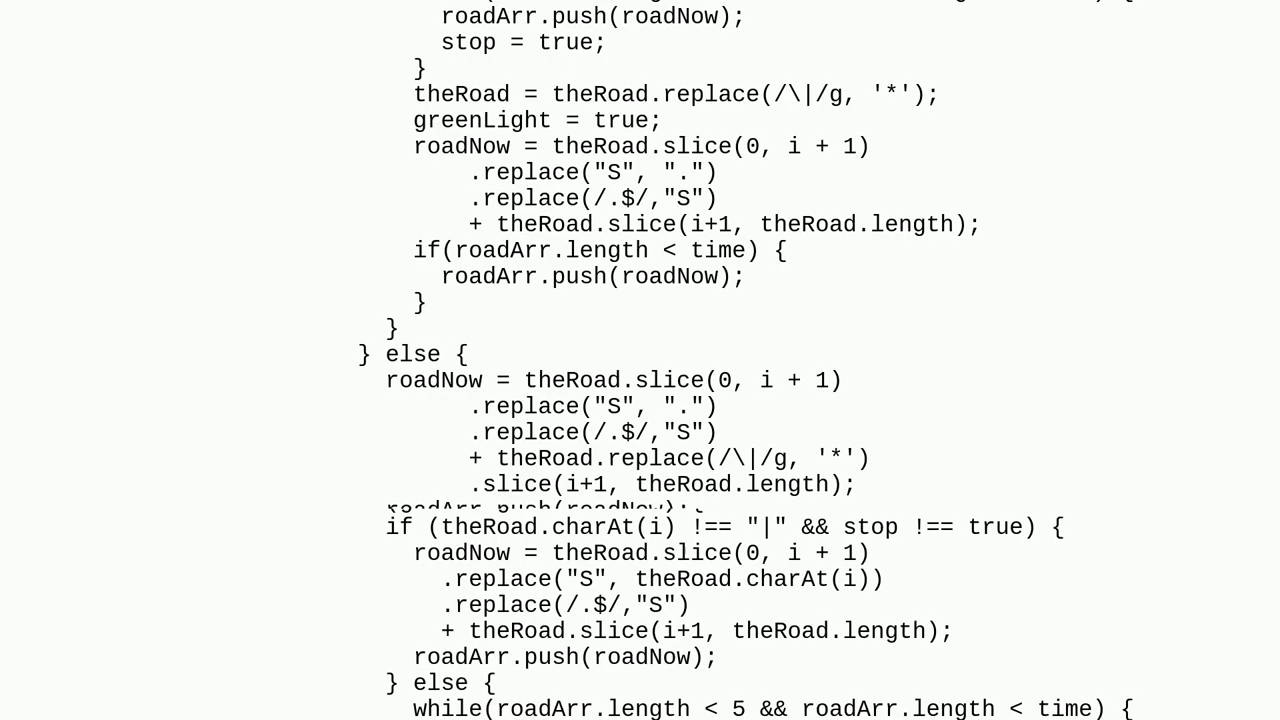 roadArr.push(roadNow);
stop = true;
}
theRoad = theRoad.replace(/\|/g, '*');
greenLight = true;
roadNow = theRoad.slice(0, i + 1)
.replace("S", ".")
.replace(/.$/,"S")
+ theRoad.slice(i+1, theRoad.length);
if(roadArr.length < time) {
roadArr.push(roadNow);
}
}
} else {
roadNow = theRoad.slice(0, i + 1)
.replace("S", ".")
.replace(/.$/,"S")
+ theRoad.replace(/\|/g, '*')
.slice(i+1, theRoad.length);
if (theRoad.charAt(i) !== "|" && stop !== true) {
roadNow = theRoad.slice(0, i + 1)
.replace("S", theRoad.charAt(i))
.replace(/.$/,"S")
+ theRoad.slice(i+1, theRoad.length);
roadArr.push(roadNow);
} else {
while(roadArr.length < 5 && roadArr.length < time) {